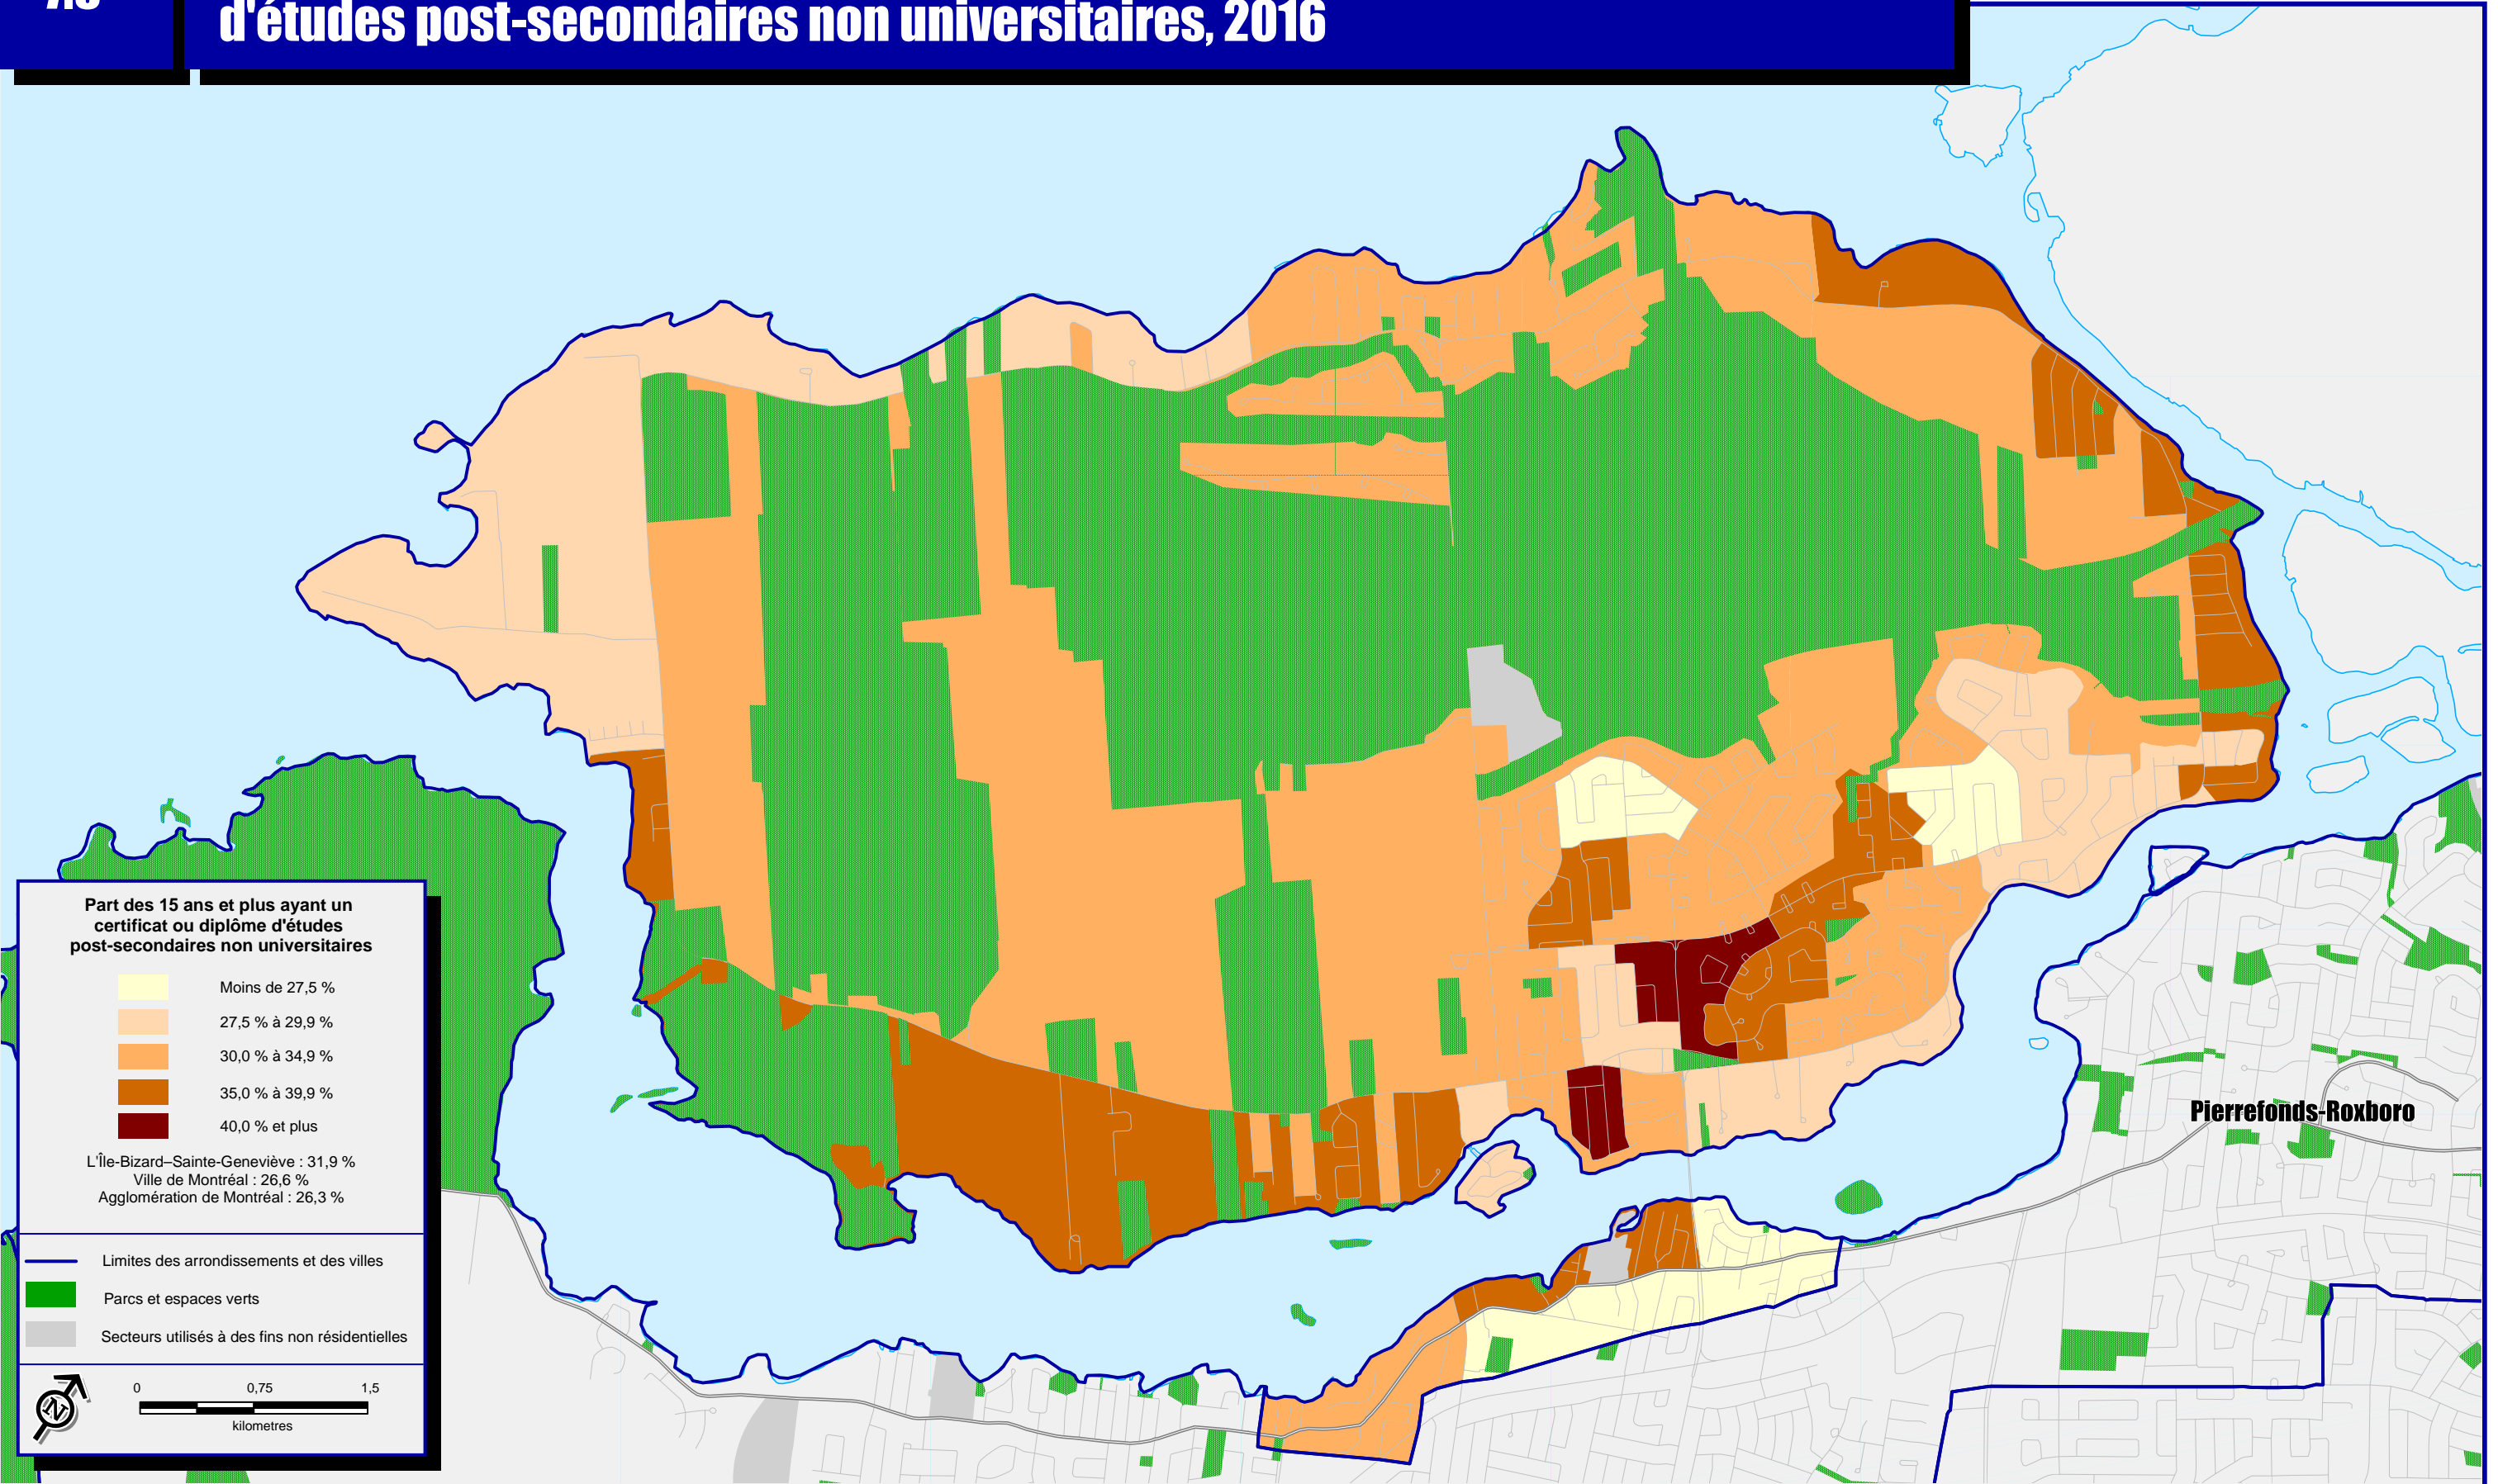 d'études post-secondaires non universitaires, 2016
Pierrefonds-Roxboro
Part des 15 ans et plus ayant un
certificat ou diplôme d'études
post-secondaires non universitaires
Moins de 27,5 %
27,5 % à 29,9 %
30,0 % à 34,9 %
35,0 % à 39,9 %
40,0 % et plus
L'Île-Bizard–Sainte-Geneviève : 31,9 %
Ville de Montréal : 26,6 %
Agglomération de Montréal : 26,3 %
Limites des arrondissements et des villes
Parcs et espaces verts
Secteurs utilisés à des fins non résidentielles
N
0 0,75 1,5
kilometres